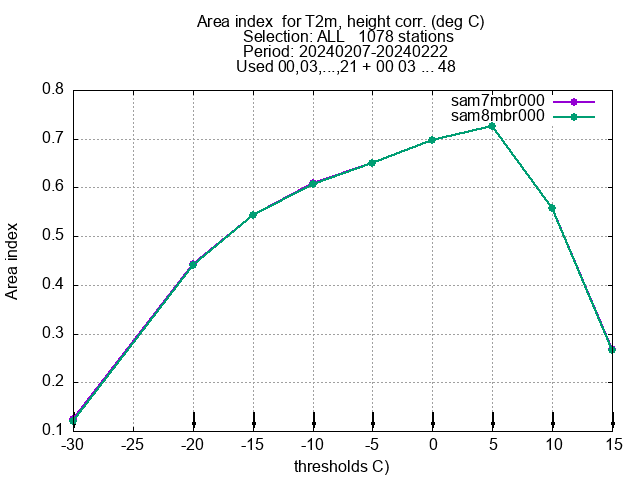 Area index  for T2m, height corr. (deg C)
Selection: ALL   1078 stations
Period: 20240207-20240222
Used 00,03,...,21 + 00 03 ... 48
sam7mbr000
sam8mbr000
0.8
0.7
0.6
0.5
0.4
0.3
0.2
0.1
Area index
-30 -25 -20 -15 -10 -5 0 5 10 15
thresholds C)